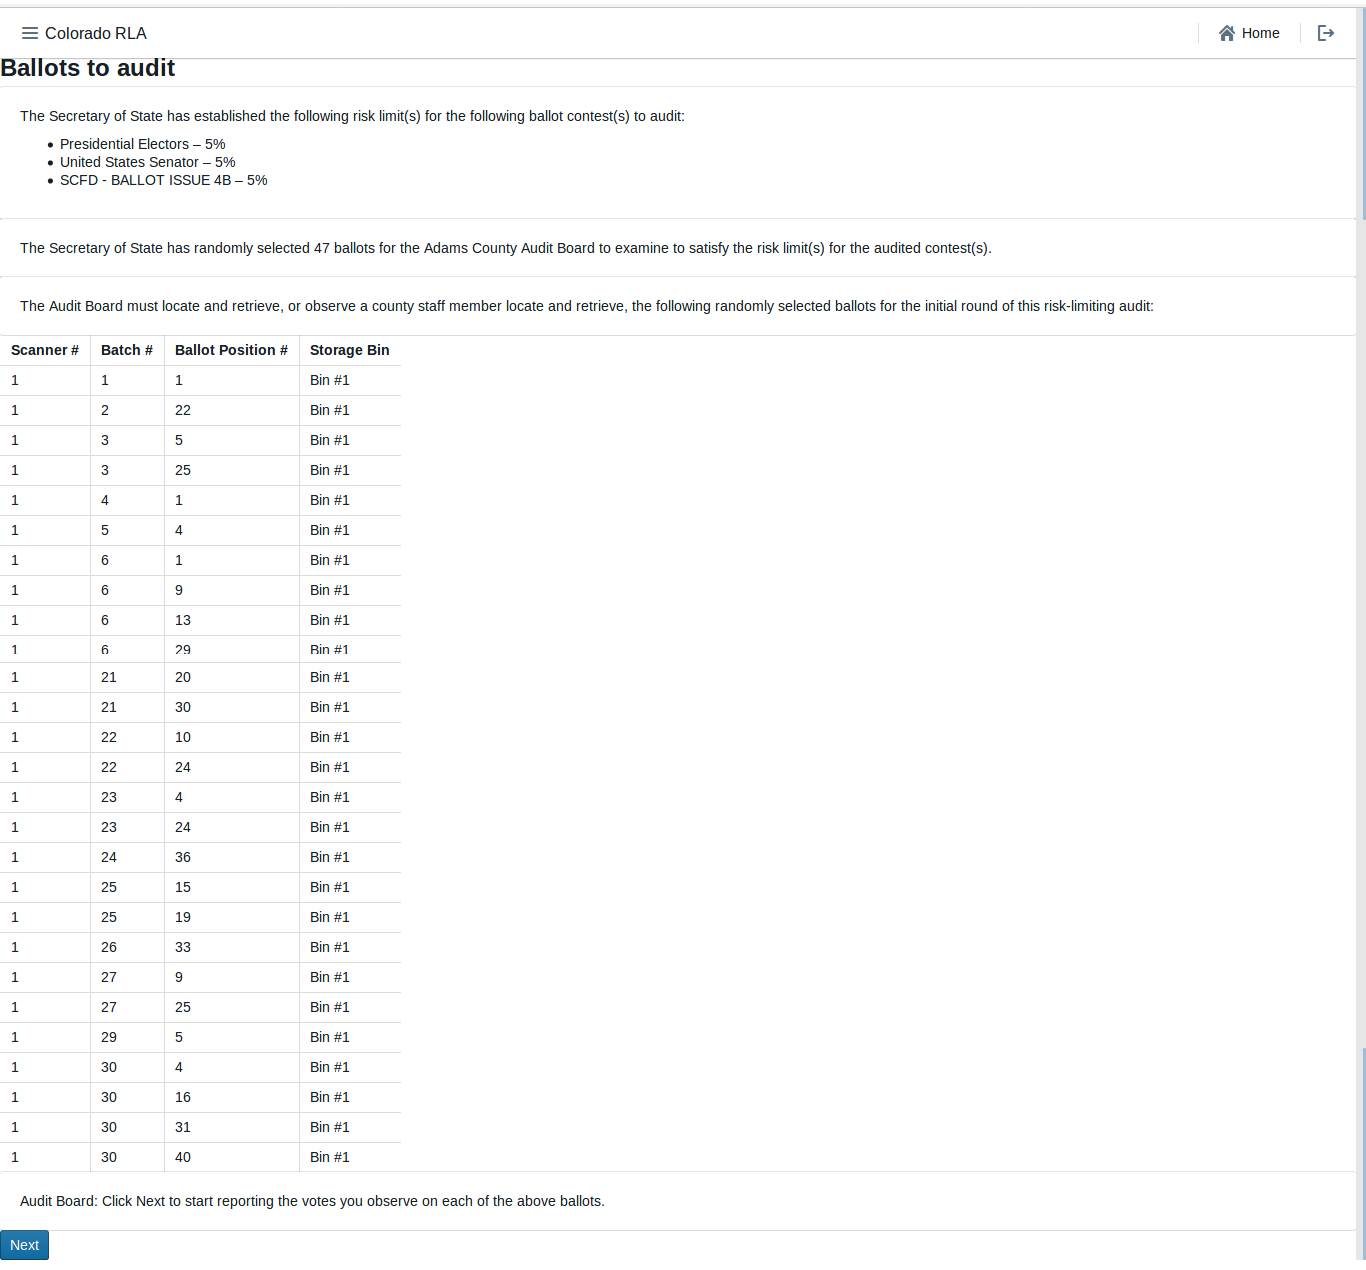 Colorado RLA Home
Ballots to audit
The Secretary of State has established the following risk limit(s) for the following ballot contest(s) to audit:
• Presidential Electors – 5%
• United States Senator – 5%
• SCFD - BALLOT ISSUE 4B – 5%
The Secretary of State has randomly selected 47 ballots for the Adams County Audit Board to examine to satisfy the risk limit(s) for the audited contest(s).
The Audit Board must locate and retrieve, or observe a county staff member locate and retrieve, the following randomly selected ballots for the initial round of this risk-limiting audit:
Scanner # Batch # Ballot Position # Storage Bin
1 1 1 Bin #1
1 2 22 Bin #1
1 3 5 Bin #1
1 3 25 Bin #1
1 4 1 Bin #1
1 5 4 Bin #1
1 6 1 Bin #1
1 6 9 Bin #1
1 6 13 Bin #1
1 6 29 Bin #1
1 21 20 Bin #1
1 21 30 Bin #1
1 22 10 Bin #1
1 22 24 Bin #1
1 23 4 Bin #1
1 23 24 Bin #1
1 24 36 Bin #1
1 25 15 Bin #1
1 25 19 Bin #1
1 26 33 Bin #1
1 27 9 Bin #1
1 27 25 Bin #1
1 29 5 Bin #1
1 30 4 Bin #1
1 30 16 Bin #1
1 30 31 Bin #1
1 30 40 Bin #1
Audit Board: Click Next to start reporting the votes you observe on each of the above ballots.
Next